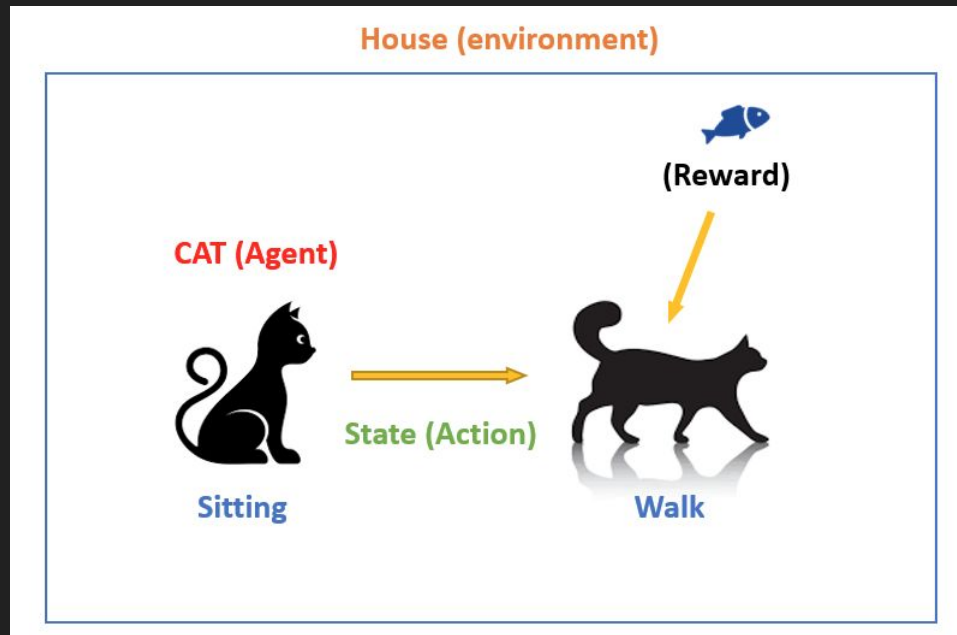 House (environment)
(Reward)
CAT (Agent)
State (Action)
Sitting
Walk